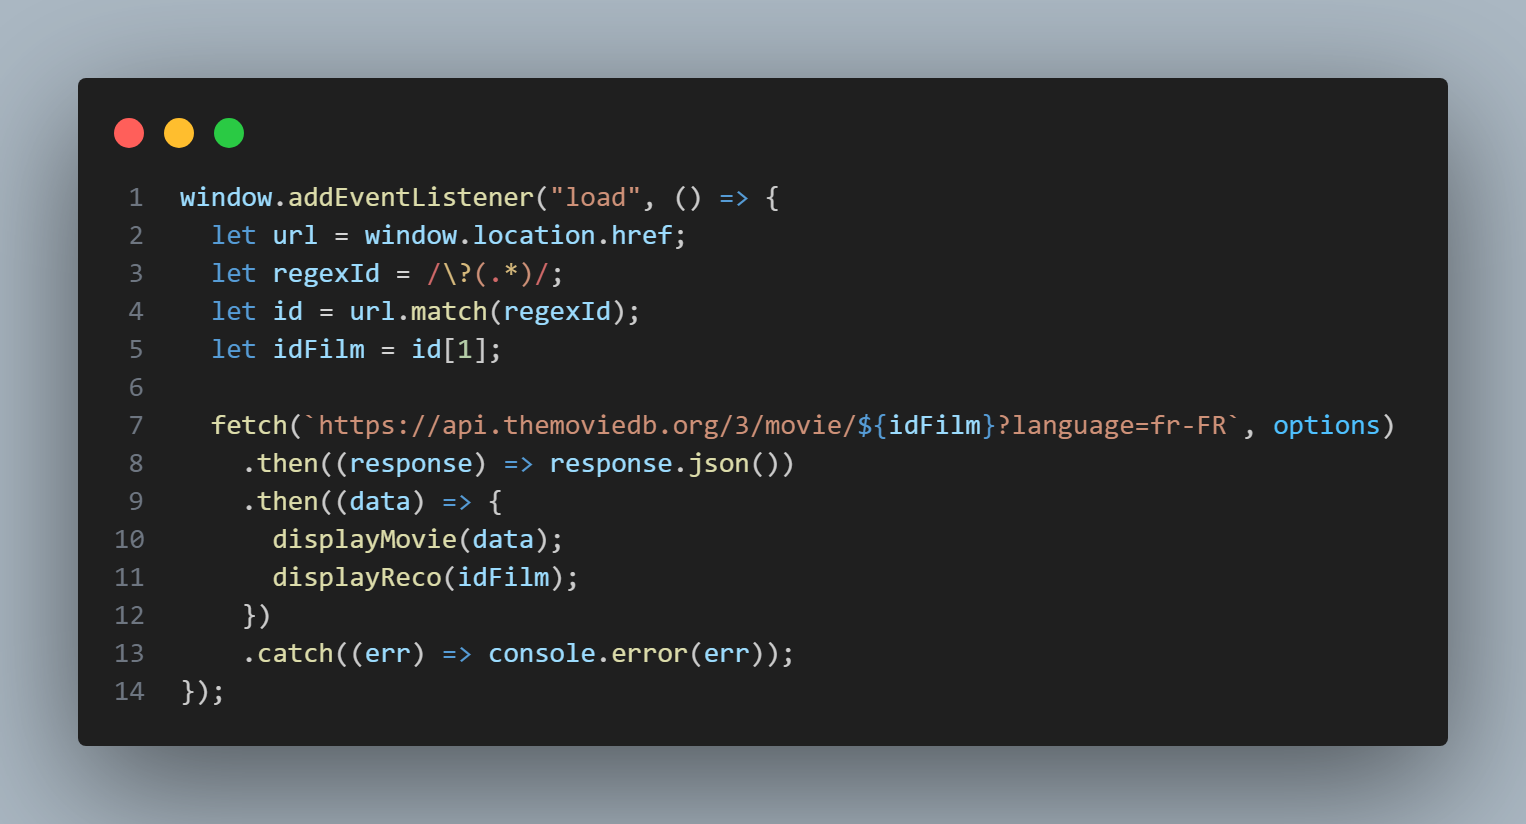 1 window.addEventListener("load", () => {
2   let url = window.location.href;
3   let regexId = /\?(.*)/;
4   let id = url.match(regexId);
5   let idFilm = id[1];
6
7   fetch(`https://api.themoviedb.org/3/movie/${idFilm}?language=fr-FR`, options)
8     .then((response) => response.json())
9     .then((data) => {
10       displayMovie(data);
11       displayReco(idFilm);
12     })
13     .catch((err) => console.error(err));
14 });